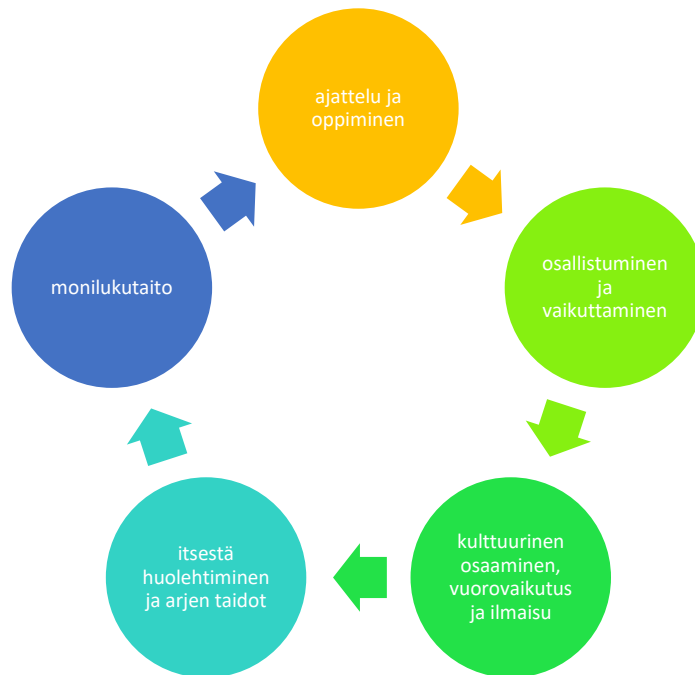 ajattelu ja
oppiminen
osallistuminen
ja
vaikuttaminen
kulttuurinen
osaaminen,
vuorovaikutus
ja ilmaisu
itsestä
huolehtiminen
ja arjen taidot
monilukutaito